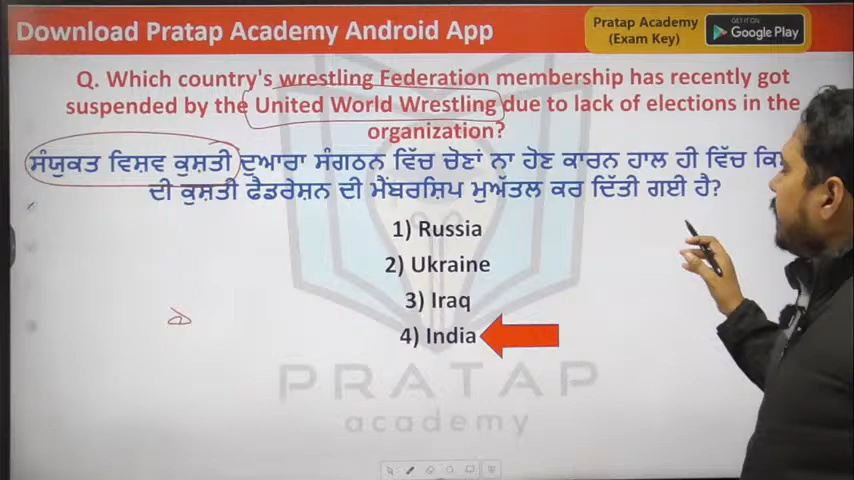 Download Pratap Academy Android App
Pratap Academy
(Exam Key)
GET IT ON
Google Play
Q. Which country's wrestling Federation membership has recently got
suspended by the United World Wrestling due to lack of elections in the
organization?
ਸੰਯੁਕਤ ਵਿਸ਼ਵ ਕੁਸ਼ਤੀ ਦੁਆਰਾ ਸੰਗਠਨ ਵਿੱਚ ਚੋਣਾਂ ਨਾ ਹੋਣ ਕਾਰਨ ਹਾਲ ਹੀ ਵਿੱਚ
ਦੀ ਕੁਸ਼ਤੀ ਫੈਡਰੇਸ਼ਨ ਦੀ ਮੈਂਬਰਸ਼ਿਪ ਮੁਅੱਤਲ ਕਰ ਦਿੱਤੀ ਗਈ ਹੈ?
1) Russia
2) Ukraine
3) Iraq
4) India
PRATAP
academy